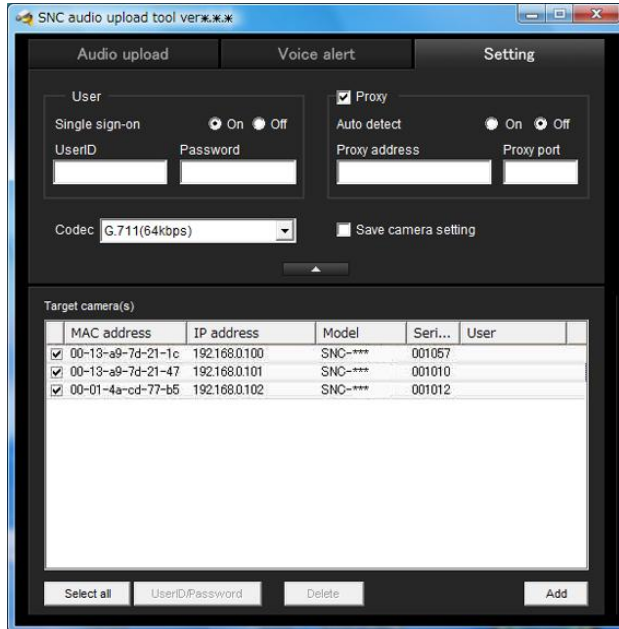 SNC audio upload tool ver*.*.*
Audio upload Voice alert Setting
User Proxy
Single sign-on On Off Auto detect On Off
UserID Password Proxy address Proxy port
Codec G.711(64kbps) Save camera setting
Target camera(s)
MAC address IP address Model Seri... User
00-13-a9-7d-21-1c 192.168.0.100 SNC-*** 001057
00-13-a9-7d-21-47 192.168.0.101 SNC-*** 001010
00-01-4a-cd-77-b5 192.168.0.102 SNC-*** 001012
Select all UserID/Password Delete Add